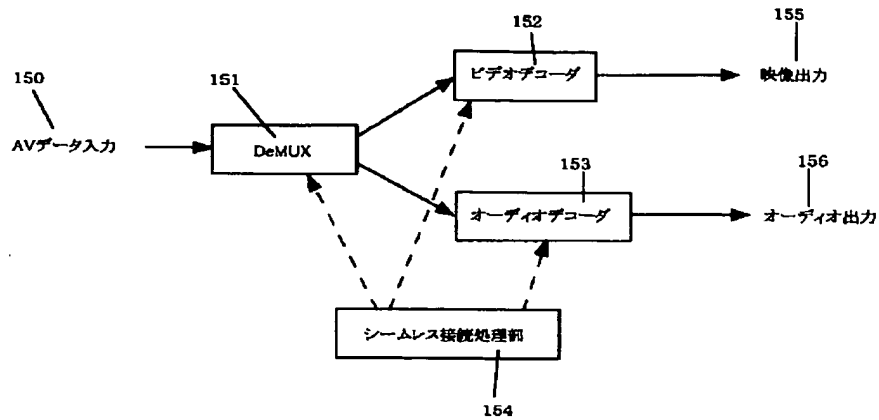 152
155
ビデオデコーダ
映像出力
150
151
AVデータ入力
DeMUX
153
156
オーディオデコーダ
オーディオ出力
シームレス接続処理部
154